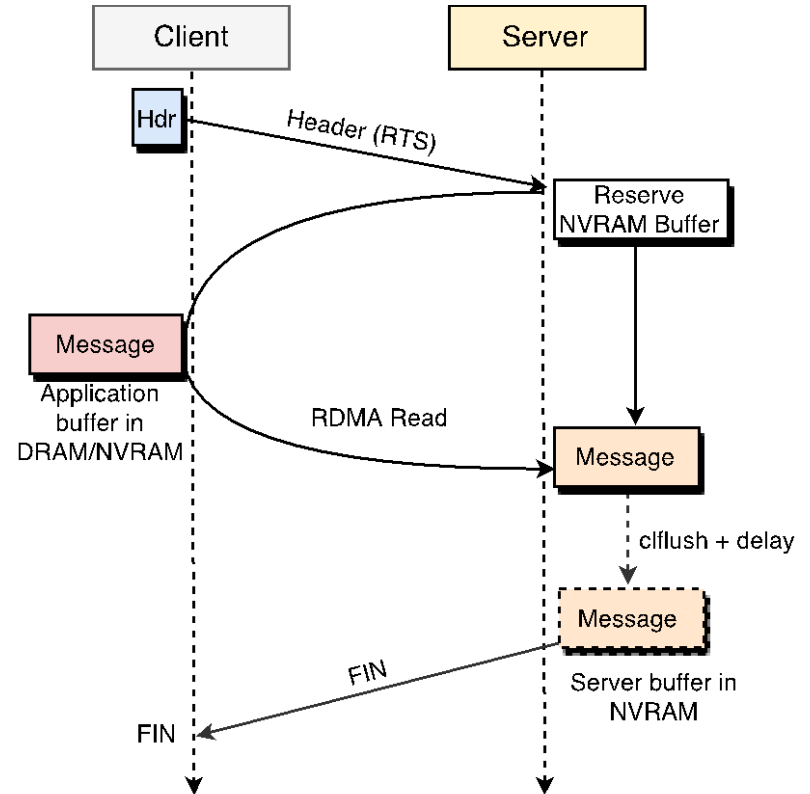 Client
Server
Hdr
Header (RTS)
Reserve
NVRAM Buffer
Message
Application
buffer in
DRAM/NVRAM
RDMA Read
Message
clflush + delay
Message
FIN
Server buffer in
NVRAM
FIN